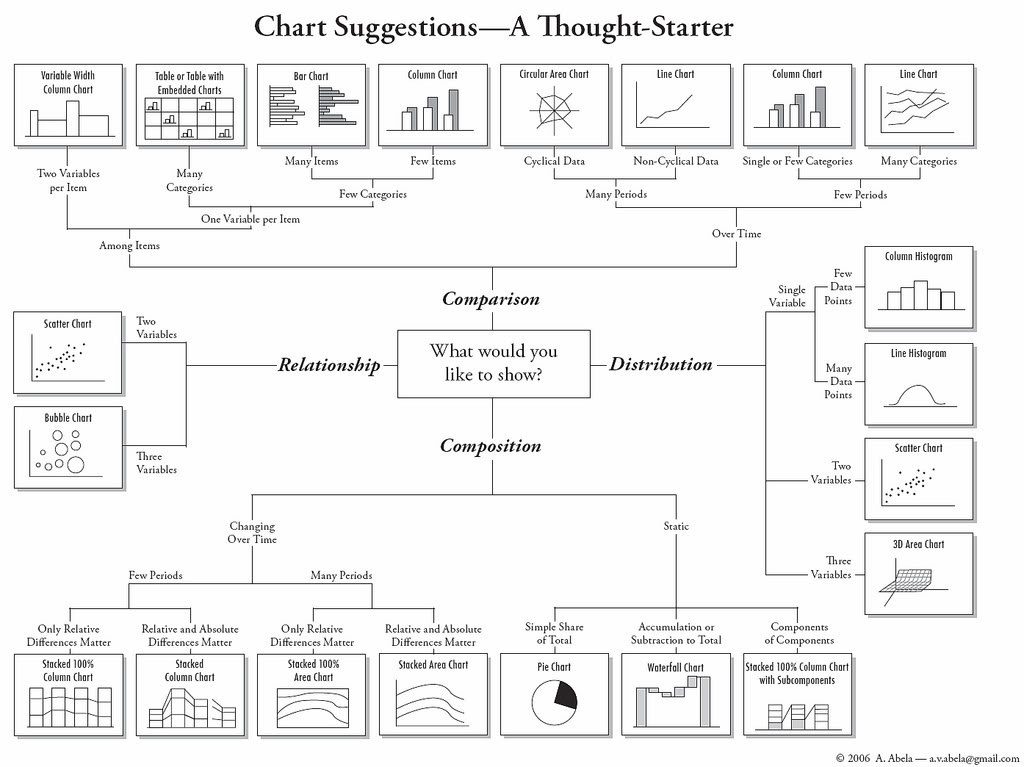 Chart Suggestions—A Thought-Starter
Variable Width
Column Chart
Table or Table with
Embedded Charts
Bar Chart
Column Chart
Circular Area Chart
Line Chart
Column Chart
Line Chart
Two Variables
per Item
Many
Categories
Many Items
Few Items
Cyclical Data
Non-Cyclical Data
Single or Few Categories
Many Categories
Few Categories
Many Periods
Few Periods
One Variable per Item
Among Items
Over Time
Comparison
What would you
like to show?
Relationship
Two
Variables
Scatter Chart
Three
Variables
Bubble Chart
Distribution
Single
Variable
Few
Data
Points
Column Histogram
Many
Data
Points
Line Histogram
Two
Variables
Scatter Chart
Three
Variables
3D Area Chart
Composition
Changing
Over Time
Static
Few Periods
Many Periods
Only Relative
Differences Matter
Relative and Absolute
Differences Matter
Only Relative
Differences Matter
Relative and Absolute
Differences Matter
Simple Share
of Total
Accumulation or
Subtraction to Total
Components
of Components
Stacked 100%
Column Chart
Stacked
Column Chart
Stacked 100%
Area Chart
Stacked Area Chart
Pie Chart
Waterfall Chart
Stacked 100% Column Chart
with Subcomponents
© 2006 A. Abela — a.v.abela@gmail.com